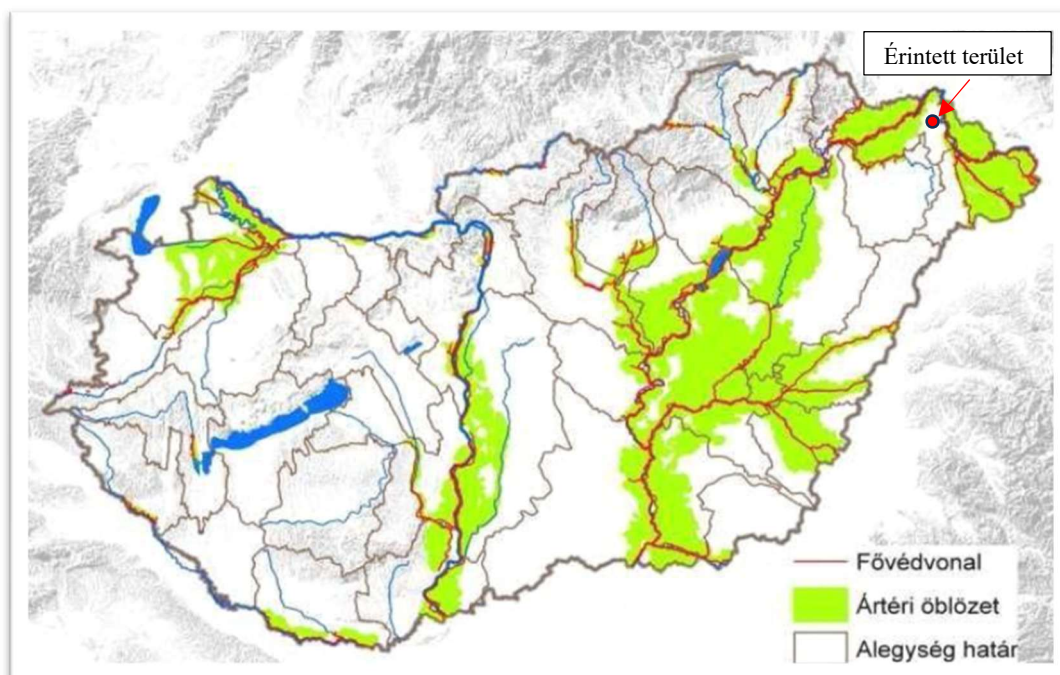 Érintett terület
Fővédvonal
Ártéri öblözet
Alegység határ